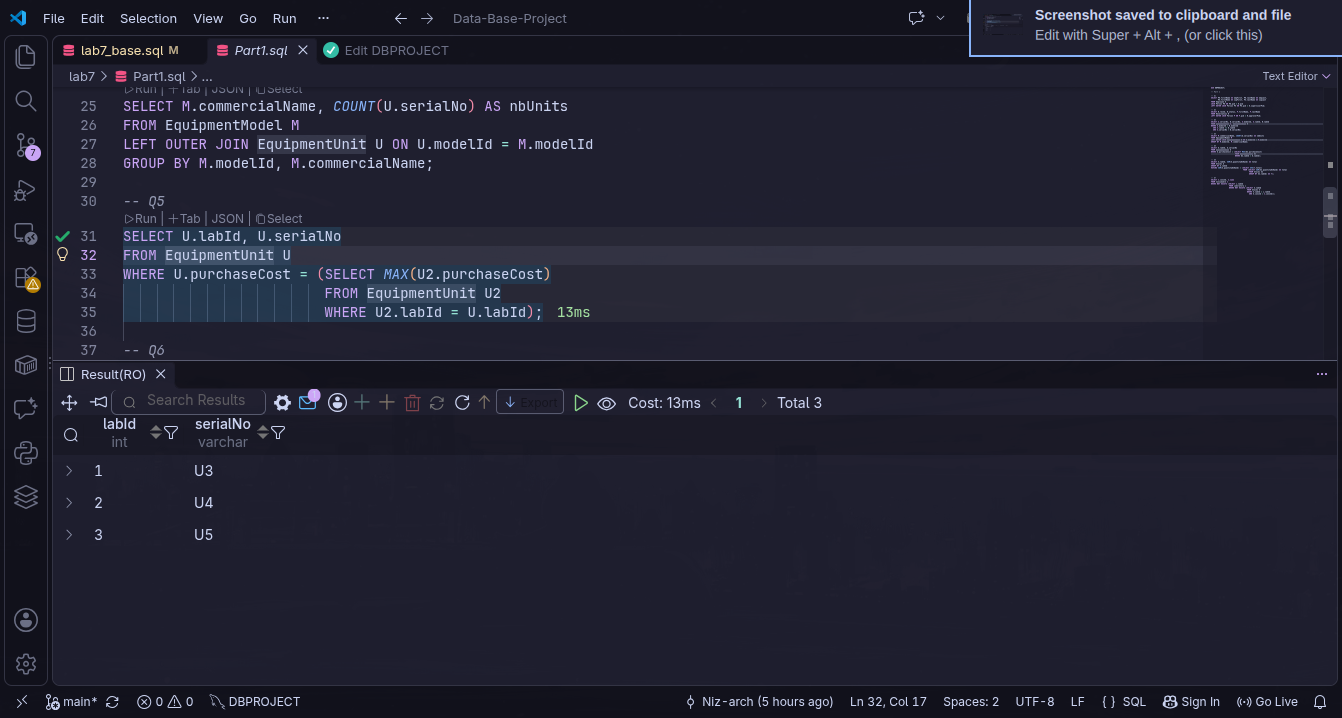 File Edit Selection View Go Run ··· Data-Base-Project
Screenshot saved to clipboard and file
Edit with Super + Alt + , (or click this)
lab7_base.sql M Part1.sql Edit DBPROJECT
lab7 > Part1.sql > ... Text Editor
Run | +Tab | JSON | Select
25 SELECT M.commercialName, COUNT(U.serialNo) AS nbUnits
26 FROM EquipmentModel M
27 LEFT OUTER JOIN EquipmentUnit U ON U.modelId = M.modelId
28 GROUP BY M.modelId, M.commercialName;
29
30 -- Q5
Run | +Tab | JSON | Select
31 SELECT U.labId, U.serialNo
32 FROM EquipmentUnit U
33 WHERE U.purchaseCost = (SELECT MAX(U2.purchaseCost)
34 FROM EquipmentUnit U2
35 WHERE U2.labId = U.labId); 13ms
36
37 -- Q6
7
Result(RO) ···
Search Results 1 Export Cost: 13ms < 1 > Total 3
labId serialNo
int varchar
1 U3
2 U4
3 U5
main* 0 0 DBPROJECT Niz-arch (5 hours ago) Ln 32, Col 17 Spaces: 2 UTF-8 LF { } SQL Sign In Go Live